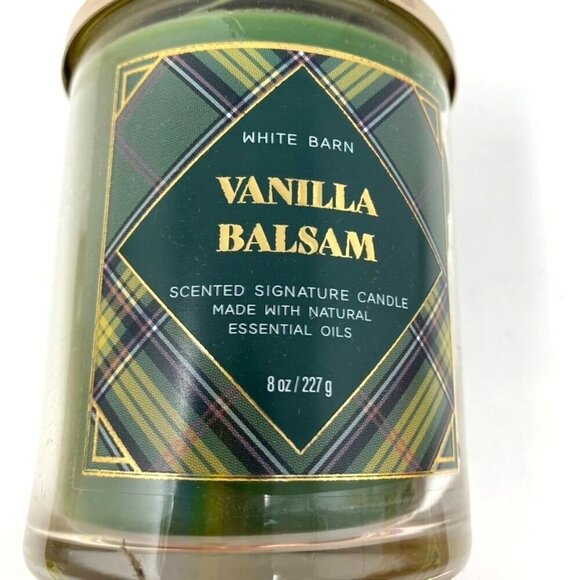 WHITE BARN
VANILLA
BALSAM
SCENTED SIGNATURE CANDLE
MADE WITH NATURAL
ESSENTIAL OILS
8 oz / 227 g